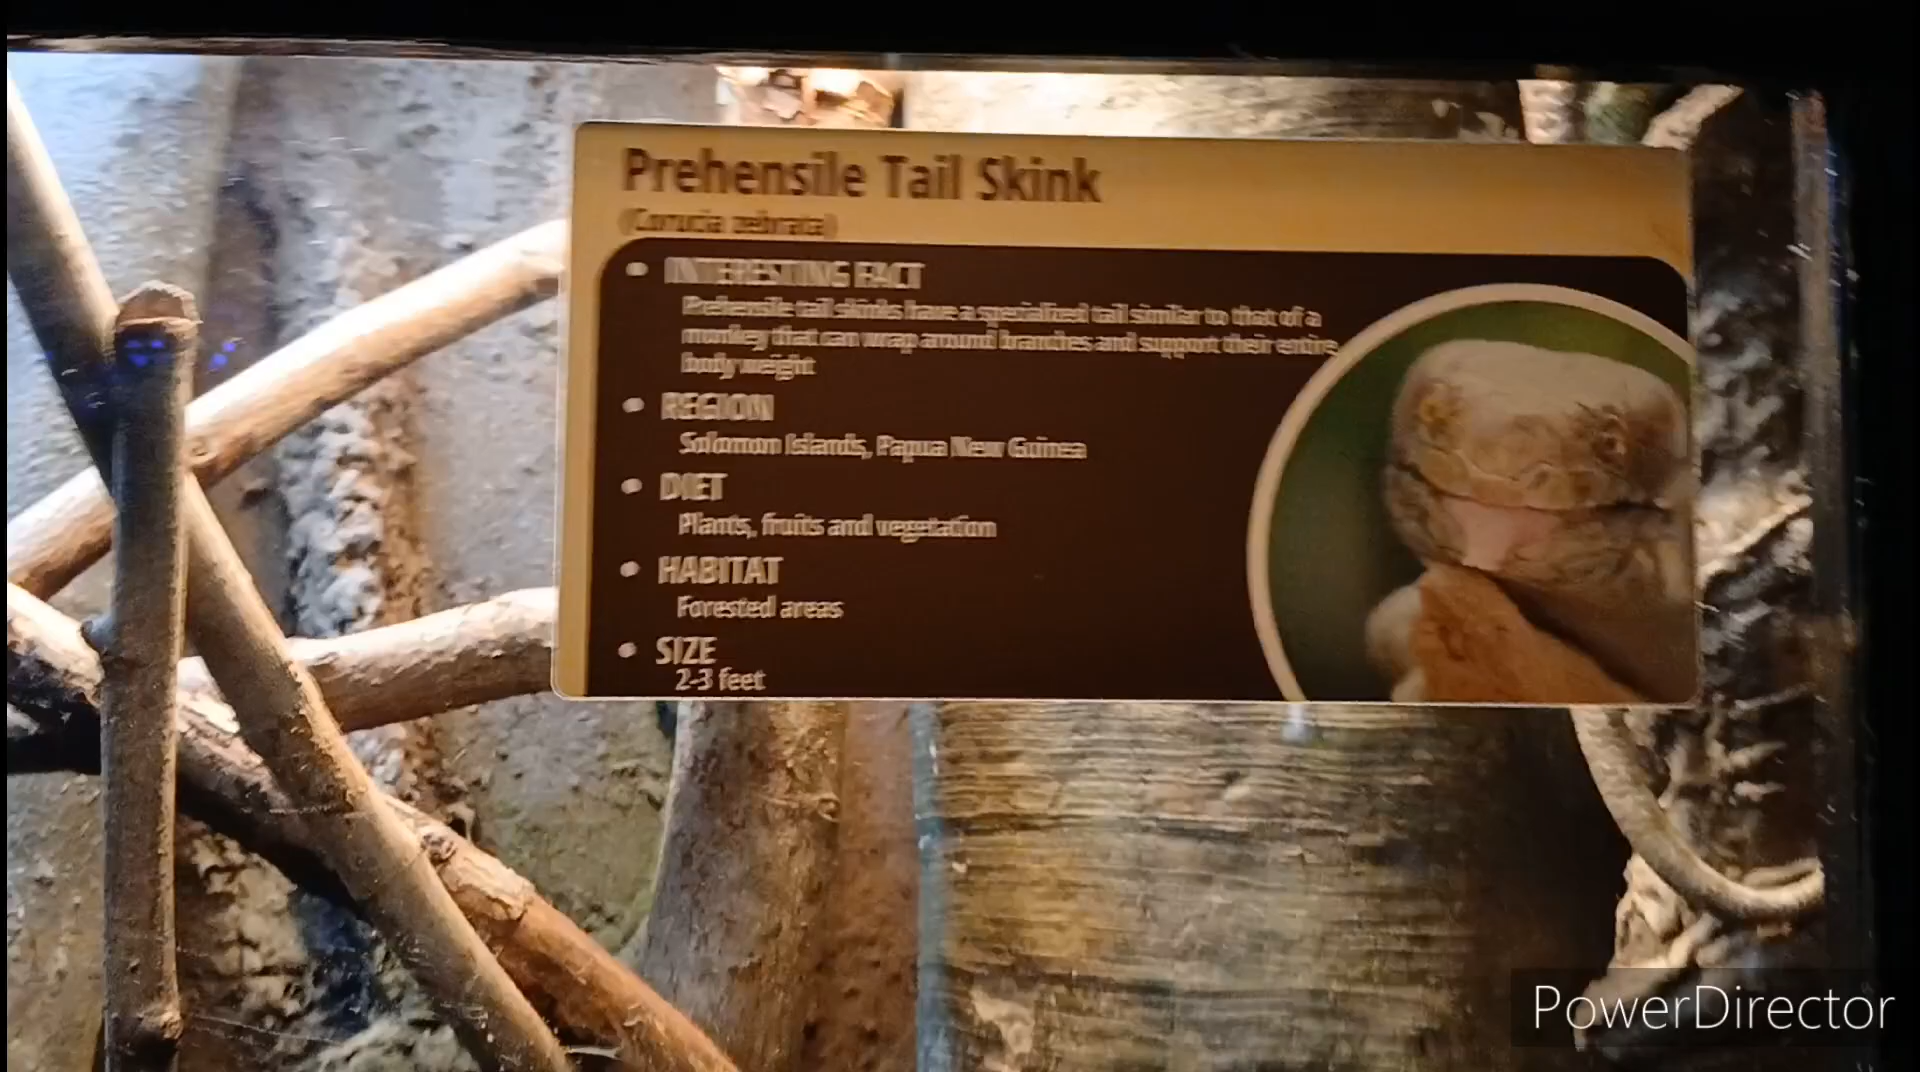 Prehensile Tail Skink
(Corucia zebrata)
• INTERESTING FACT
Prehensile tail skinks have a specialized tail similar to that of a
monkey that can wrap around branches and support their entire
body weight
• REGION
Solomon Islands, Papua New Guinea
• DIET
Plants, fruits and vegetation
• HABITAT
Forested areas
• SIZE
2-3 feet
PowerDirector